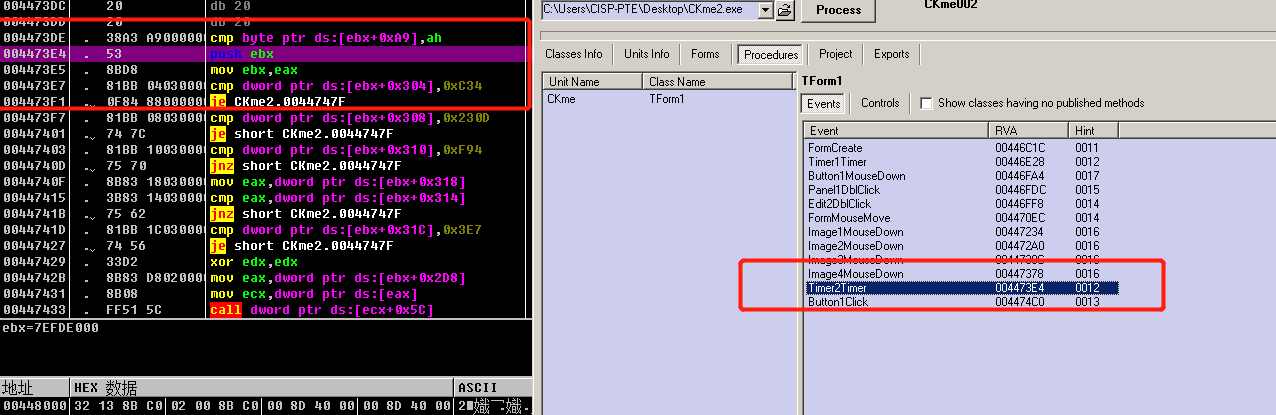 004473DC 20 db 20
004473DD 20 db 20
004473DE . 38A3 A9000000 cmp byte ptr ds:[ebx+0xA9],ah
004473E4 . 53 push ebx
004473E5 . 8BD8 mov ebx,eax
004473E7 . 81BB 04030000 cmp dword ptr ds:[ebx+0x304],0xC34
004473F1 . 0F84 88000000 je CKme2.0044747F
004473F7 . 81BB 08030000 cmp dword ptr ds:[ebx+0x308],0x230D
00447401 . 74 7C je short CKme2.0044747F
00447403 . 81BB 10030000 cmp dword ptr ds:[ebx+0x310],0xF94
0044740D . 75 70 jnz short CKme2.0044747F
0044740F . 8B83 18030000 mov eax,dword ptr ds:[ebx+0x318]
00447415 . 3B83 14030000 cmp eax,dword ptr ds:[ebx+0x314]
0044741B . 75 62 jnz short CKme2.0044747F
0044741D . 81BB 1C030000 cmp dword ptr ds:[ebx+0x31C],0x3E7
00447427 . 74 56 je short CKme2.0044747F
00447429 . 33D2 xor edx,edx
0044742B . 8B83 D8020000 mov eax,dword ptr ds:[ebx+0x2D8]
00447431 . 8B08 mov ecx,dword ptr ds:[eax]
00447433 . FF51 5C call dword ptr ds:[ecx+0x5C]
ebx=7EFDE000
地址 HEX 数据 ASCII
00448000 32 13 8B C0 02 00 8B C0 00 8D 40 00 00 8D 40 00
C:\Users\CISP-PTE\Desktop\CKme2.exe Process CKme002
Classes Info Units Info Forms Procedures Project Exports
Unit Name Class Name
CKme TForm1
TForm1
Events Controls Show classes having no published methods
Event RVA Hint
FormCreate 00446C1C 0011
Timer1Timer 00446E28 0012
Button1MouseDown 00446FA4 0017
Panel1DblClick 00446FDC 0015
Edit2DblClick 00446FF8 0014
FormMouseMove 004470EC 0014
Image1MouseDown 00447234 0016
Image2MouseDown 004472A0 0016
Image3MouseDown 0016
Image4MouseDown 00447378 0016
Timer2Timer 004473E4 0012
Button1Click 004474C0 0013